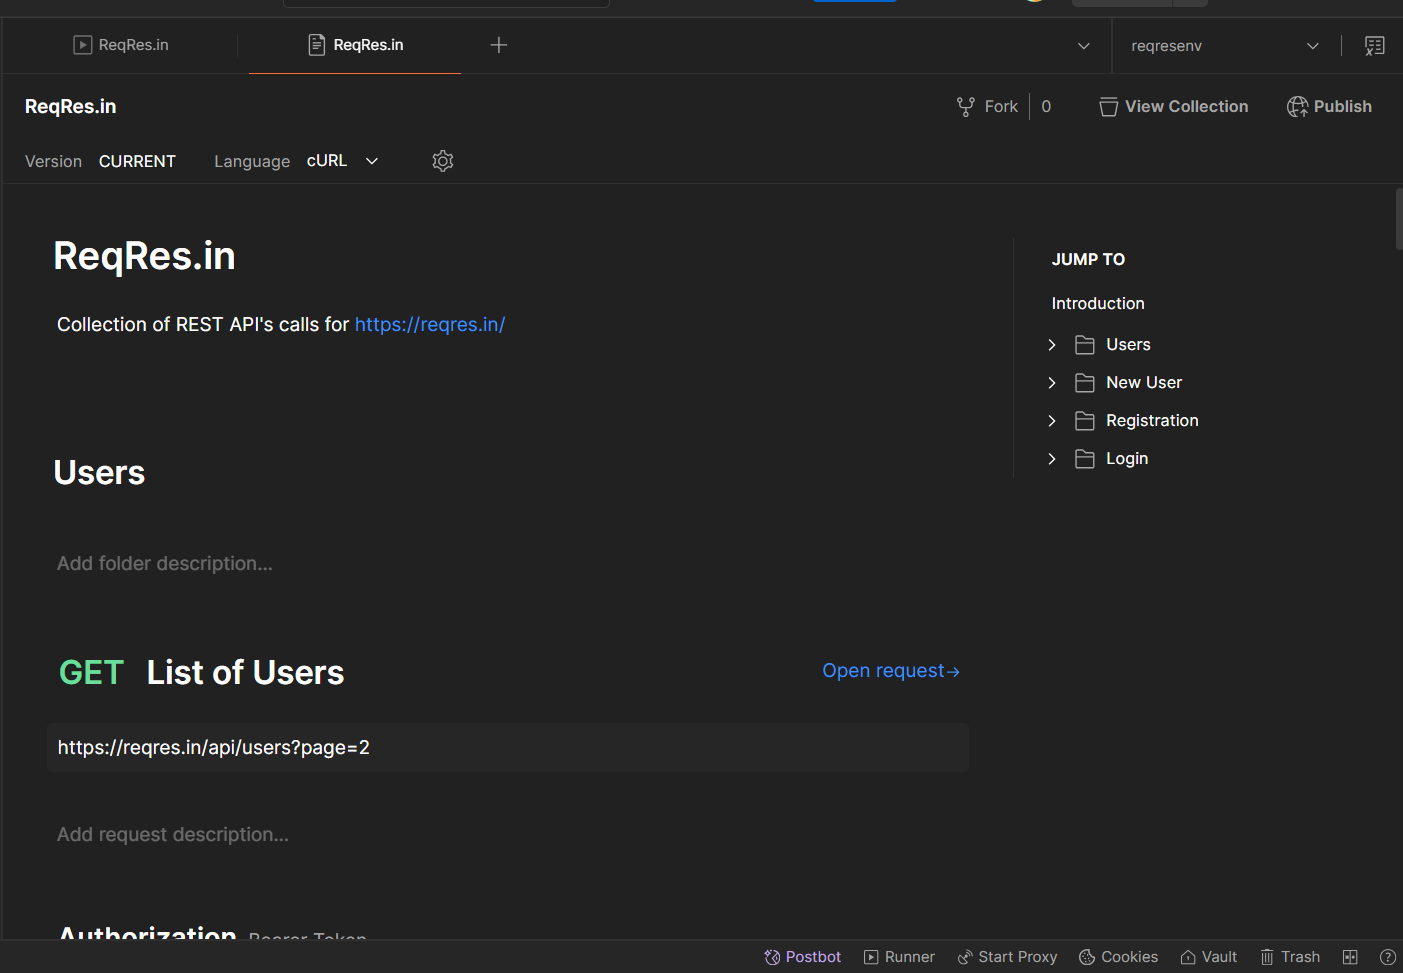 ReqRes.in
ReqRes.in
reqresenv
ReqRes.in
Fork 0
View Collection
Publish
Version CURRENT Language cURL
ReqRes.in
Collection of REST API's calls for https://reqres.in/
JUMP TO
Introduction
Users
New User
Registration
Login
Users
Add folder description...
GET List of Users
Open request→
https://reqres.in/api/users?page=2
Add request description...
Authorization Bearer Token
Postbot Runner Start Proxy Cookies Vault Trash